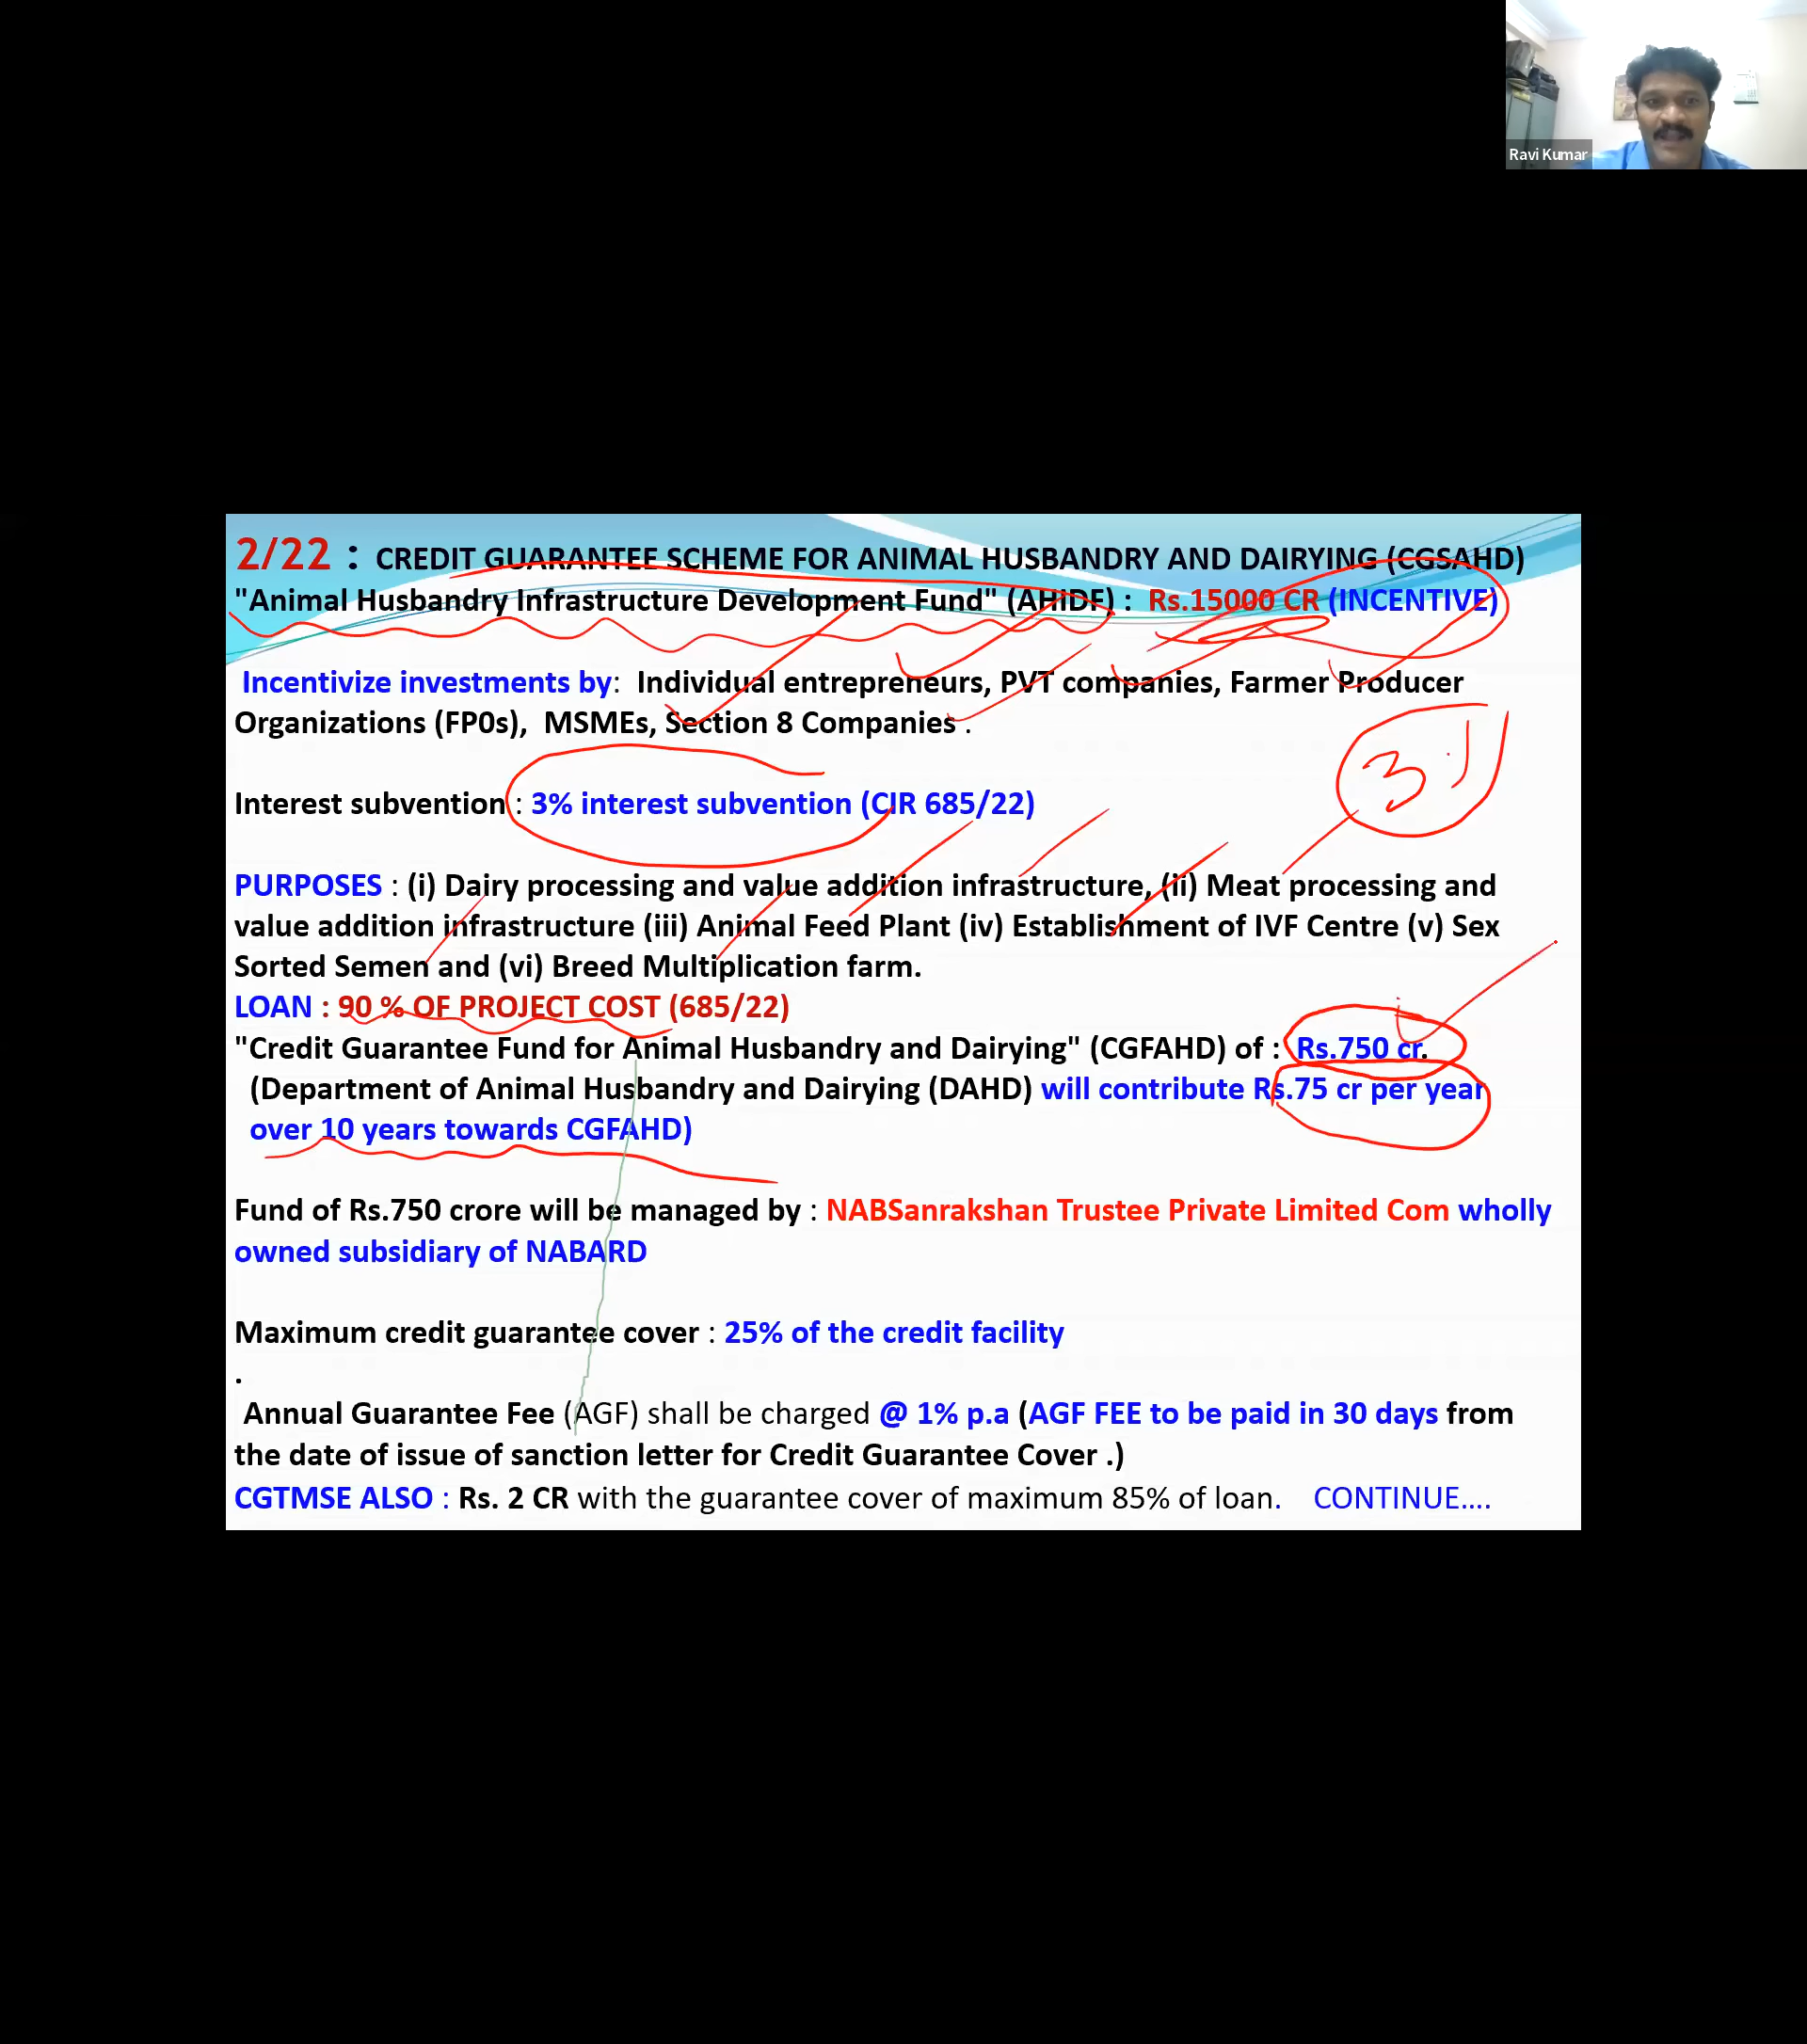 Ravi Kumar
2/22 : CREDIT GUARANTEE SCHEME FOR ANIMAL HUSBANDRY AND DAIRYING (CGSAHD)
"Animal Husbandry Infrastructure Development Fund" (AHIDF) : Rs.15000 CR (INCENTIVE)
Incentivize investments by: Individual entrepreneurs, PVT companies, Farmer Producer
Organizations (FP0s), MSMEs, Section 8 Companies .
3%
Interest subvention : 3% interest subvention (CIR 685/22)
PURPOSES : (i) Dairy processing and value addition infrastructure, (ii) Meat processing and
value addition infrastructure (iii) Animal Feed Plant (iv) Establishment of IVF Centre (v) Sex
Sorted Semen and (vi) Breed Multiplication farm.
LOAN : 90 % OF PROJECT COST (685/22)
"Credit Guarantee Fund for Animal Husbandry and Dairying" (CGFAHD) of : Rs.750 cr.
(Department of Animal Husbandry and Dairying (DAHD) will contribute Rs.75 cr per year
over 10 years towards CGFAHD)
Fund of Rs.750 crore will be managed by : NABSanrakshan Trustee Private Limited Com wholly
owned subsidiary of NABARD
Maximum credit guarantee cover : 25% of the credit facility
.
Annual Guarantee Fee (AGF) shall be charged @ 1% p.a (AGF FEE to be paid in 30 days from
the date of issue of sanction letter for Credit Guarantee Cover .)
CGTMSE ALSO : Rs. 2 CR with the guarantee cover of maximum 85% of loan. CONTINUE....